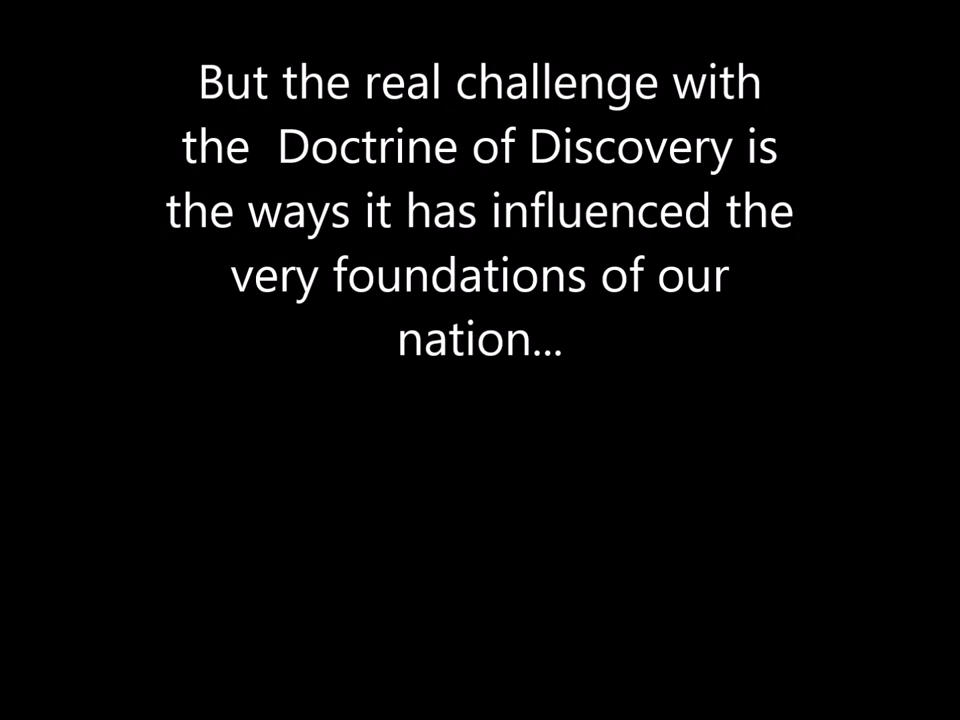 But the real challenge with
the  Doctrine of Discovery is
the ways it has influenced the
very foundations of our
nation...